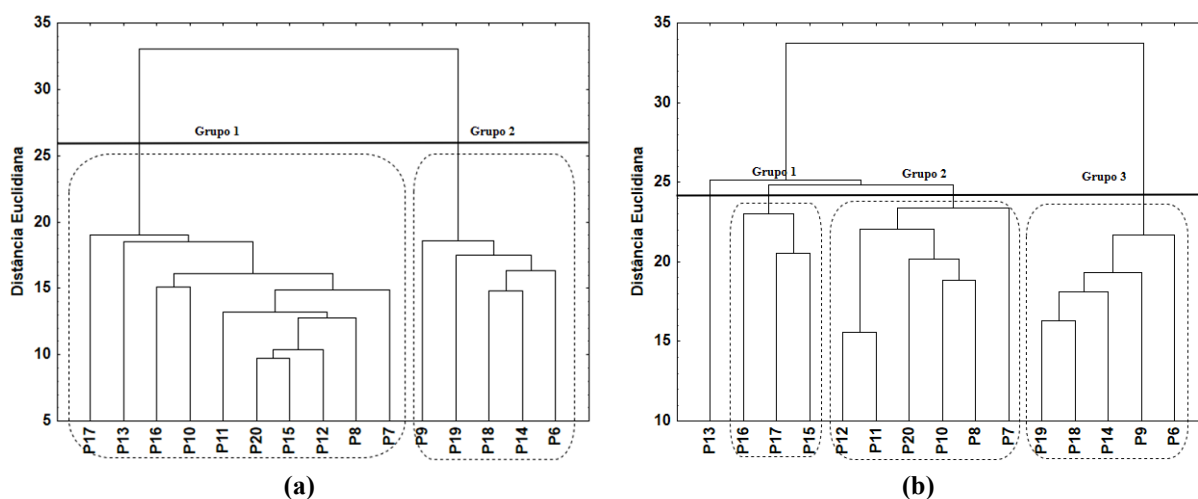 35
30
25
20
15
10
5
Distância Euclidiana
Grupo 1
Grupo 2
P17 P13 P16 P10 P11 P20 P15 P12 P8 P7 P9 P19 P18 P14 P6
(a)
35
30
25
20
15
10
Distância Euclidiana
Grupo 1
Grupo 2
Grupo 3
P13 P16 P17 P15 P12 P11 P20 P10 P8 P7 P19 P18 P14 P9 P6
(b)